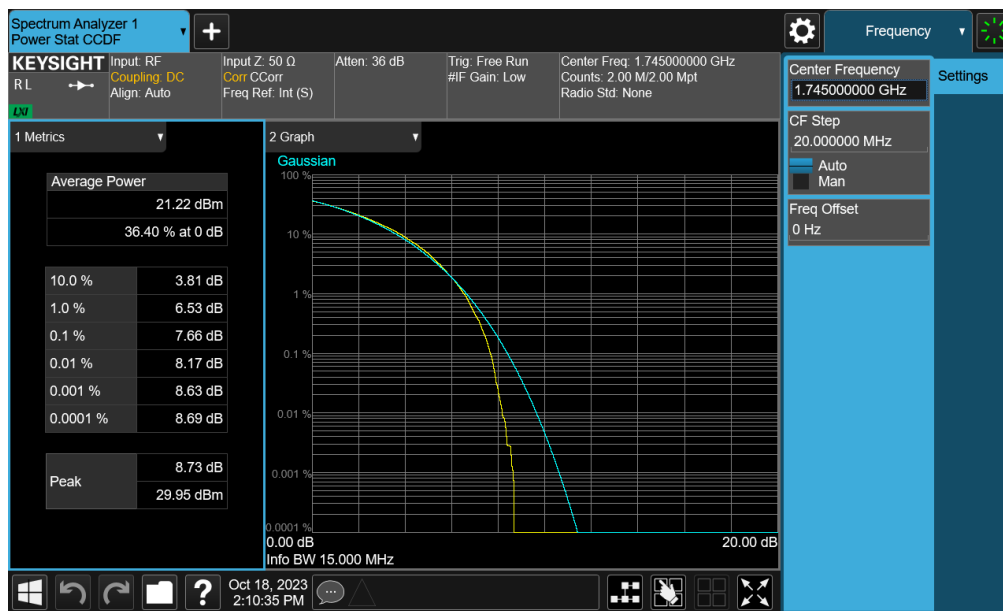 Spectrum Analyzer 1
Power Stat CCDF
Frequency
KEYSIGHT
R L
LXI
Input: RF
Coupling: DC
Align: Auto
Input Z: 50 Ω
Corr CCorr
Freq Ref: Int (S)
Atten: 36 dB
Trig: Free Run
#IF Gain: Low
Center Freq: 1.745000000 GHz
Counts: 2.00 M/2.00 Mpt
Radio Std: None
Center Frequency
1.745000000 GHz
Settings
CF Step
20.000000 MHz
Auto
Man
Freq Offset
0 Hz
1 Metrics
Average Power
21.22 dBm
36.40 % at 0 dB
10.0 % 3.81 dB
1.0 % 6.53 dB
0.1 % 7.66 dB
0.01 % 8.17 dB
0.001 % 8.63 dB
0.0001 % 8.69 dB
Peak
8.73 dB
29.95 dBm
2 Graph
Gaussian
100 %
10 %
1 %
0.1 %
0.01 %
0.001 %
0.0001 %
0.00 dB 20.00 dB
Info BW 15.000 MHz
?
Oct 18, 2023
2:10:35 PM